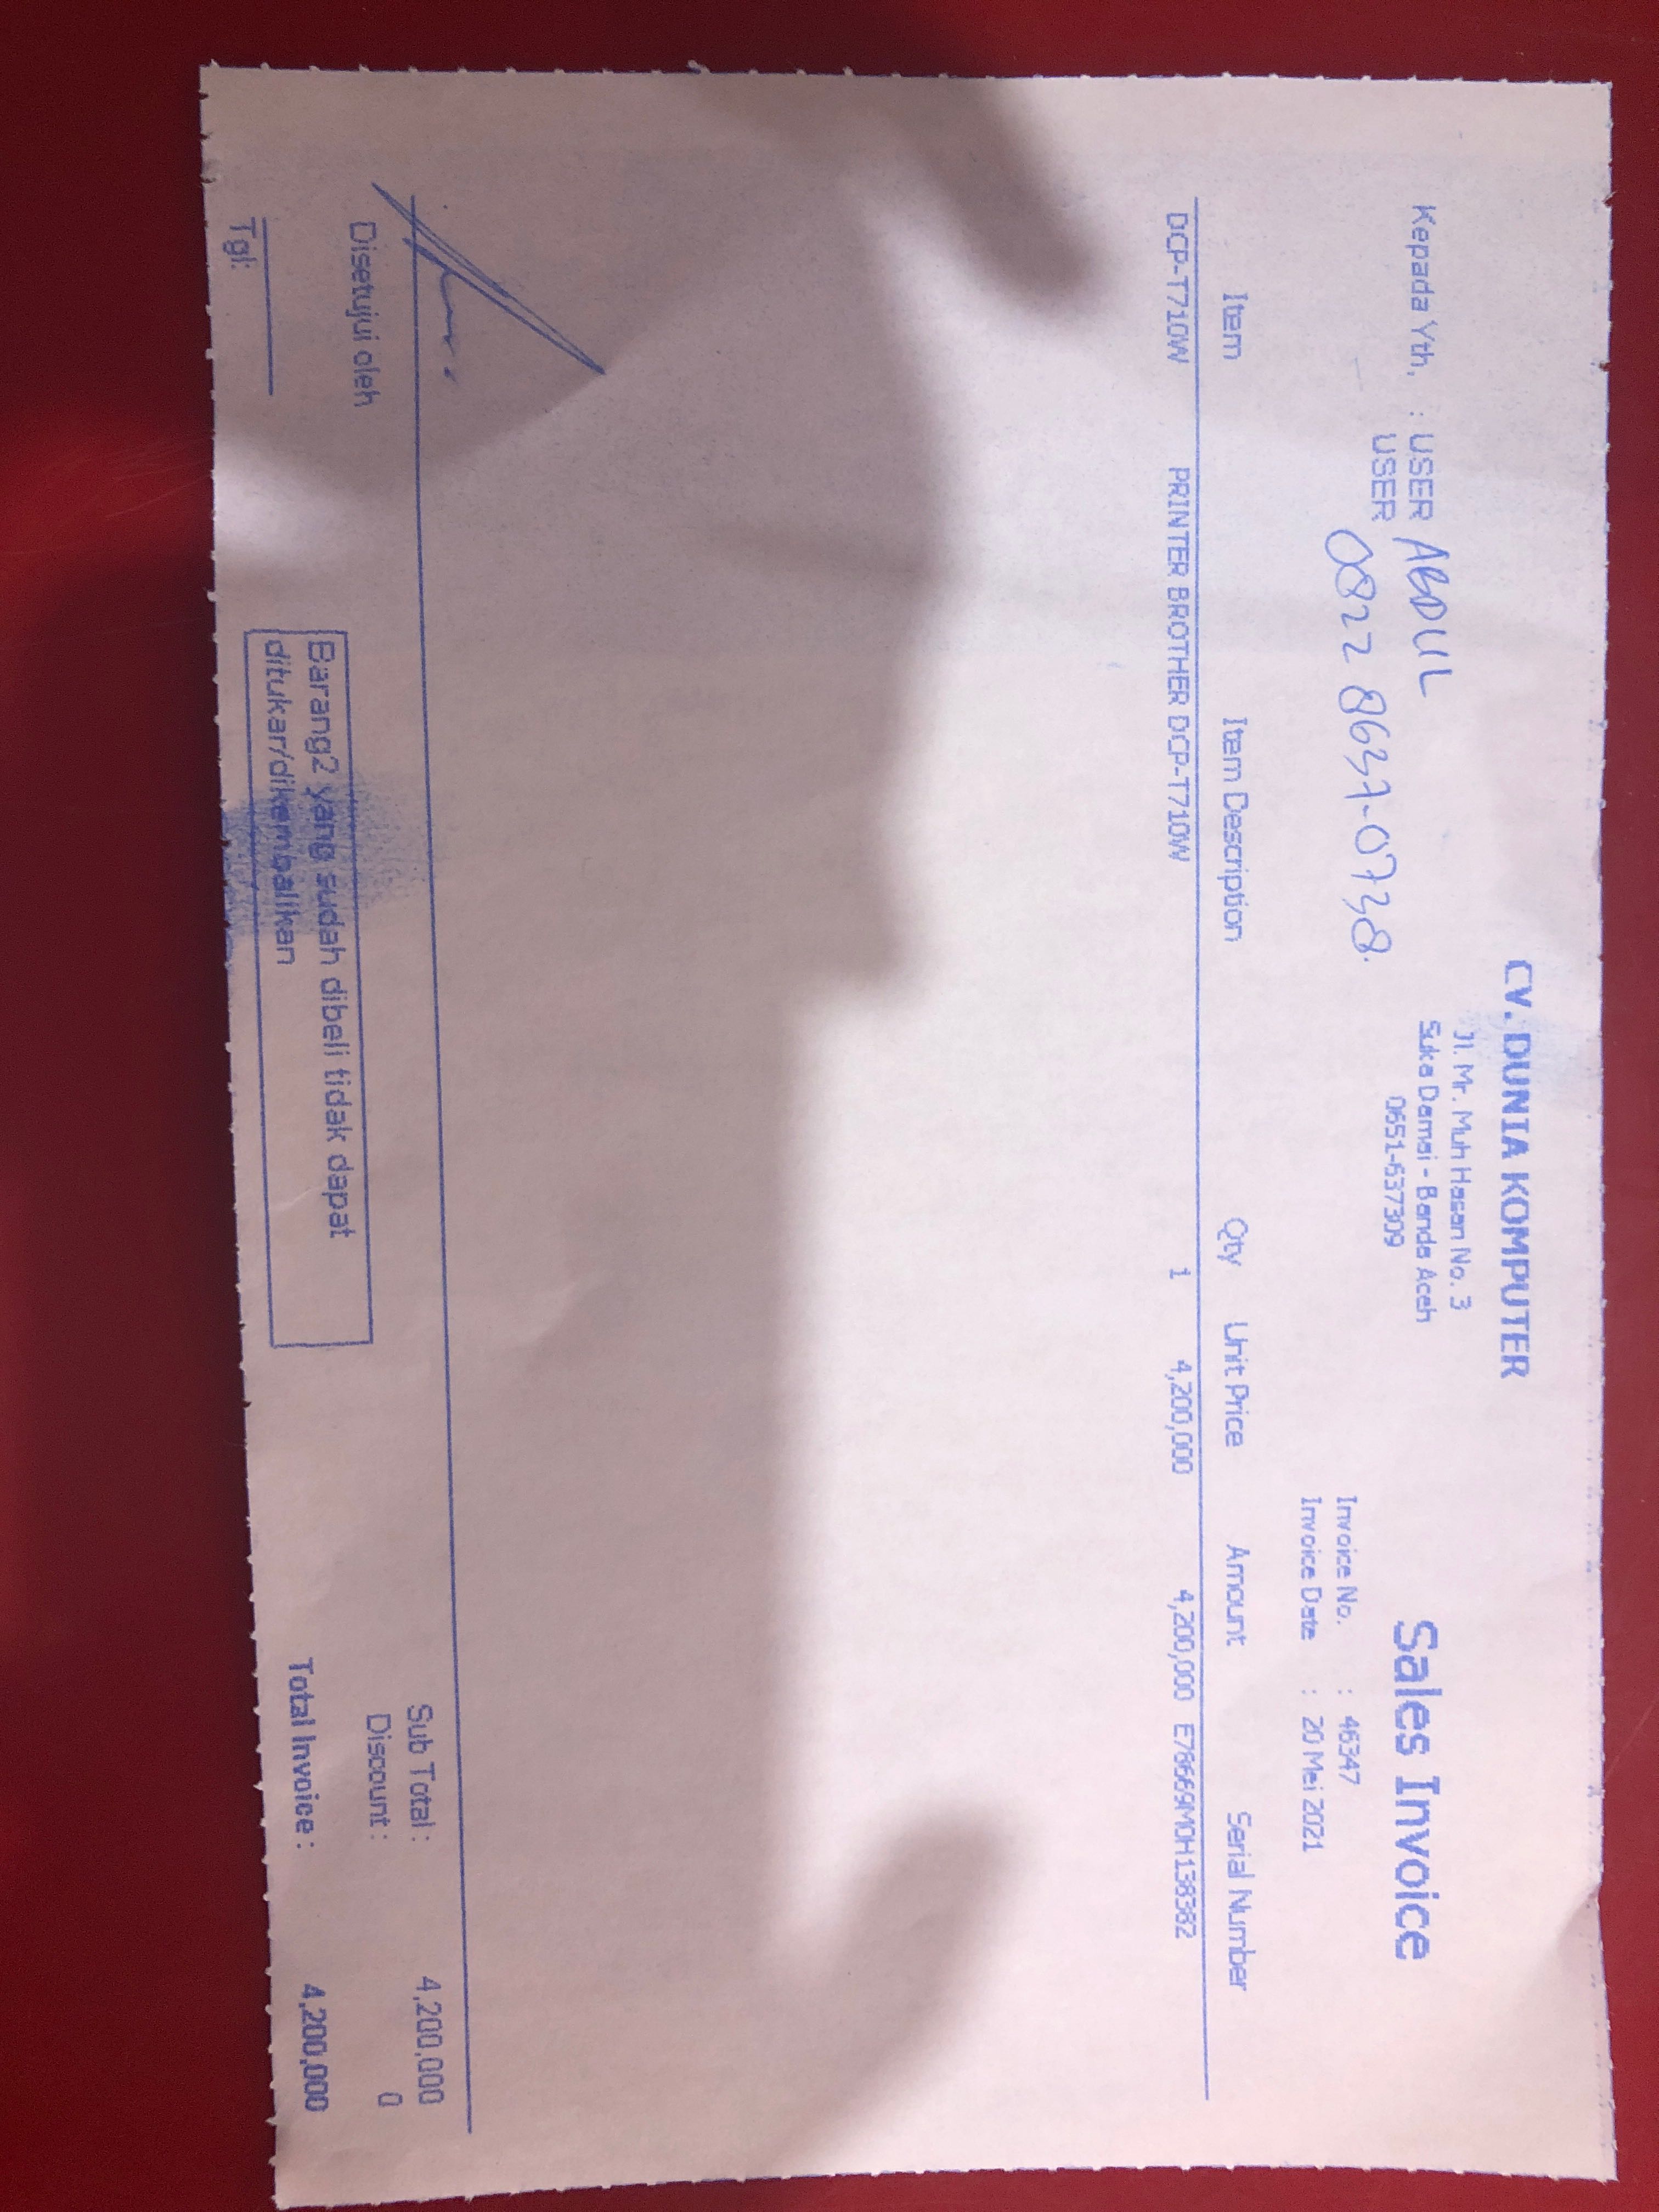 CV. DUNIA KOMPUTER
Jl. Mr. Muh Hasan No. 3
Suka Damai - Banda Aceh
0651-637309
Sales Invoice
Kepada Yth, : USER ABDUL
USER
0822 8637-0738.
Invoice No. : 46347
Invoice Date : 20 Mei 2021
Item Item Description Qty Unit Price Amount Serial Number
DCP-T710W PRINTER BROTHER DCP-T710W 1 4,200,000 4,200,000 E78669M0H138382
Sub Total : 4,200,000
Disetujui oleh
Discount : 0
Barang2 yang sudah dibeli tidak dapat
ditukar/dikembalikan
Total Invoice : 4,200,000
Tgl: